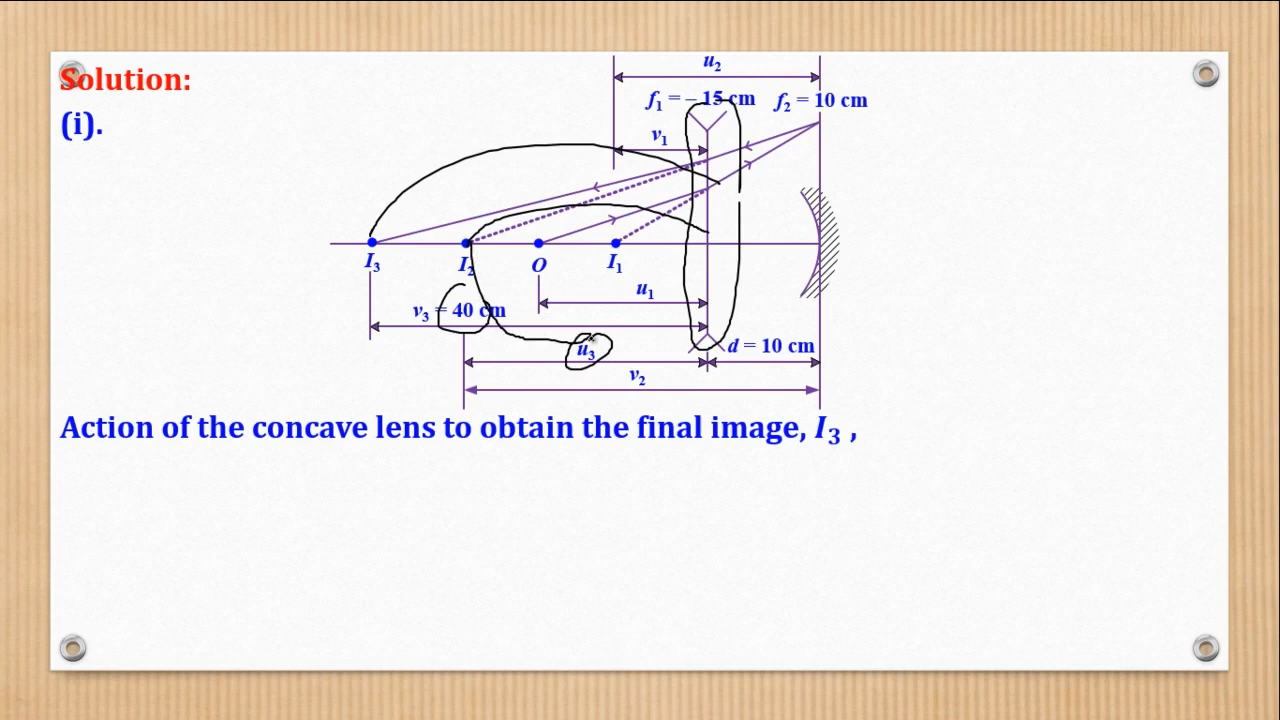 Solution:
(i).
u₂
f₁ = – 15 cm f₂ = 10 cm
v₁
I₃ I₂ O I₁
u₁
v₃ = 40 cm
u₃ d = 10 cm
v₂
Action of the concave lens to obtain the final image, I₃ ,